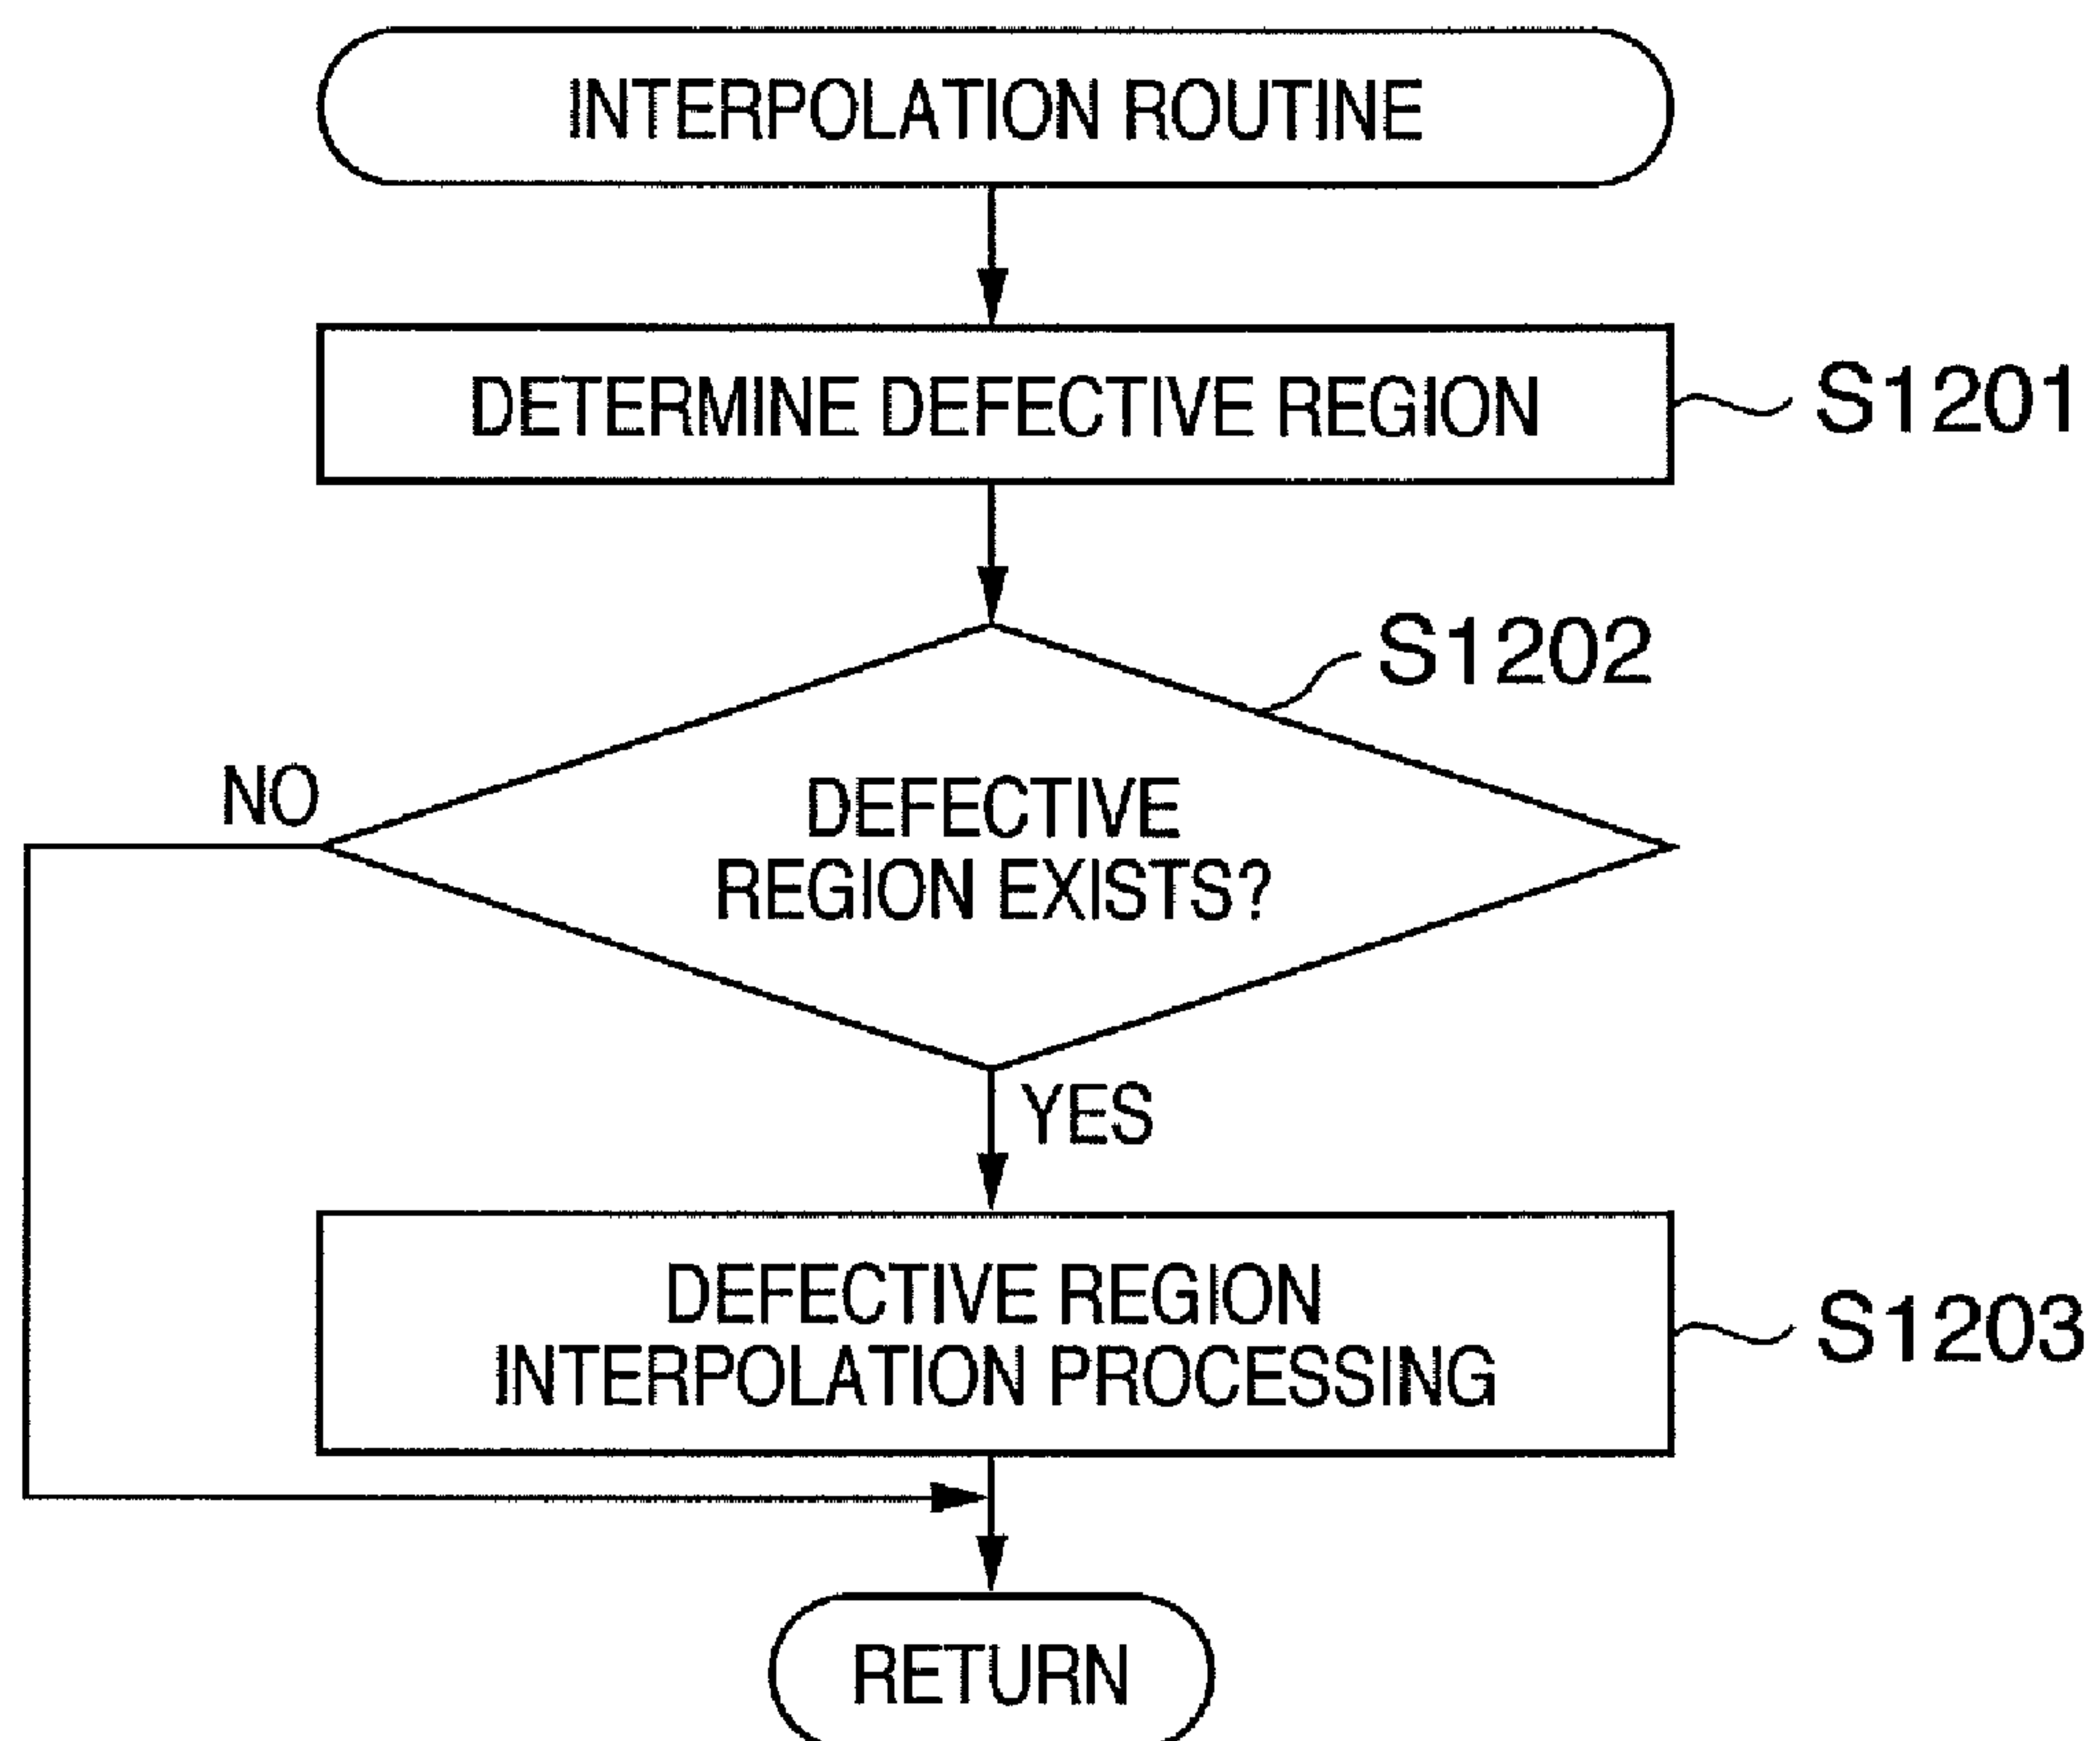 INTERPOLATION ROUTINE
DETERMINE DEFECTIVE REGION
S1201
S1202
NO
DEFECTIVE
REGION EXISTS?
YES
DEFECTIVE REGION
INTERPOLATION PROCESSING
S1203
RETURN